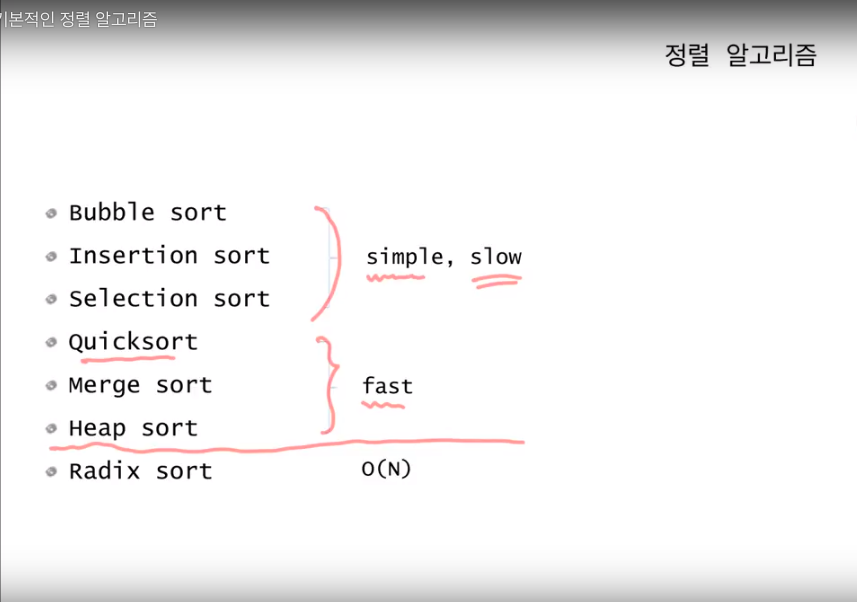 기본적인 정렬 알고리즘
정렬 알고리즘
Bubble sort
Insertion sort
simple, slow
Selection sort
Quicksort
Merge sort
fast
Heap sort
Radix sort
O(N)